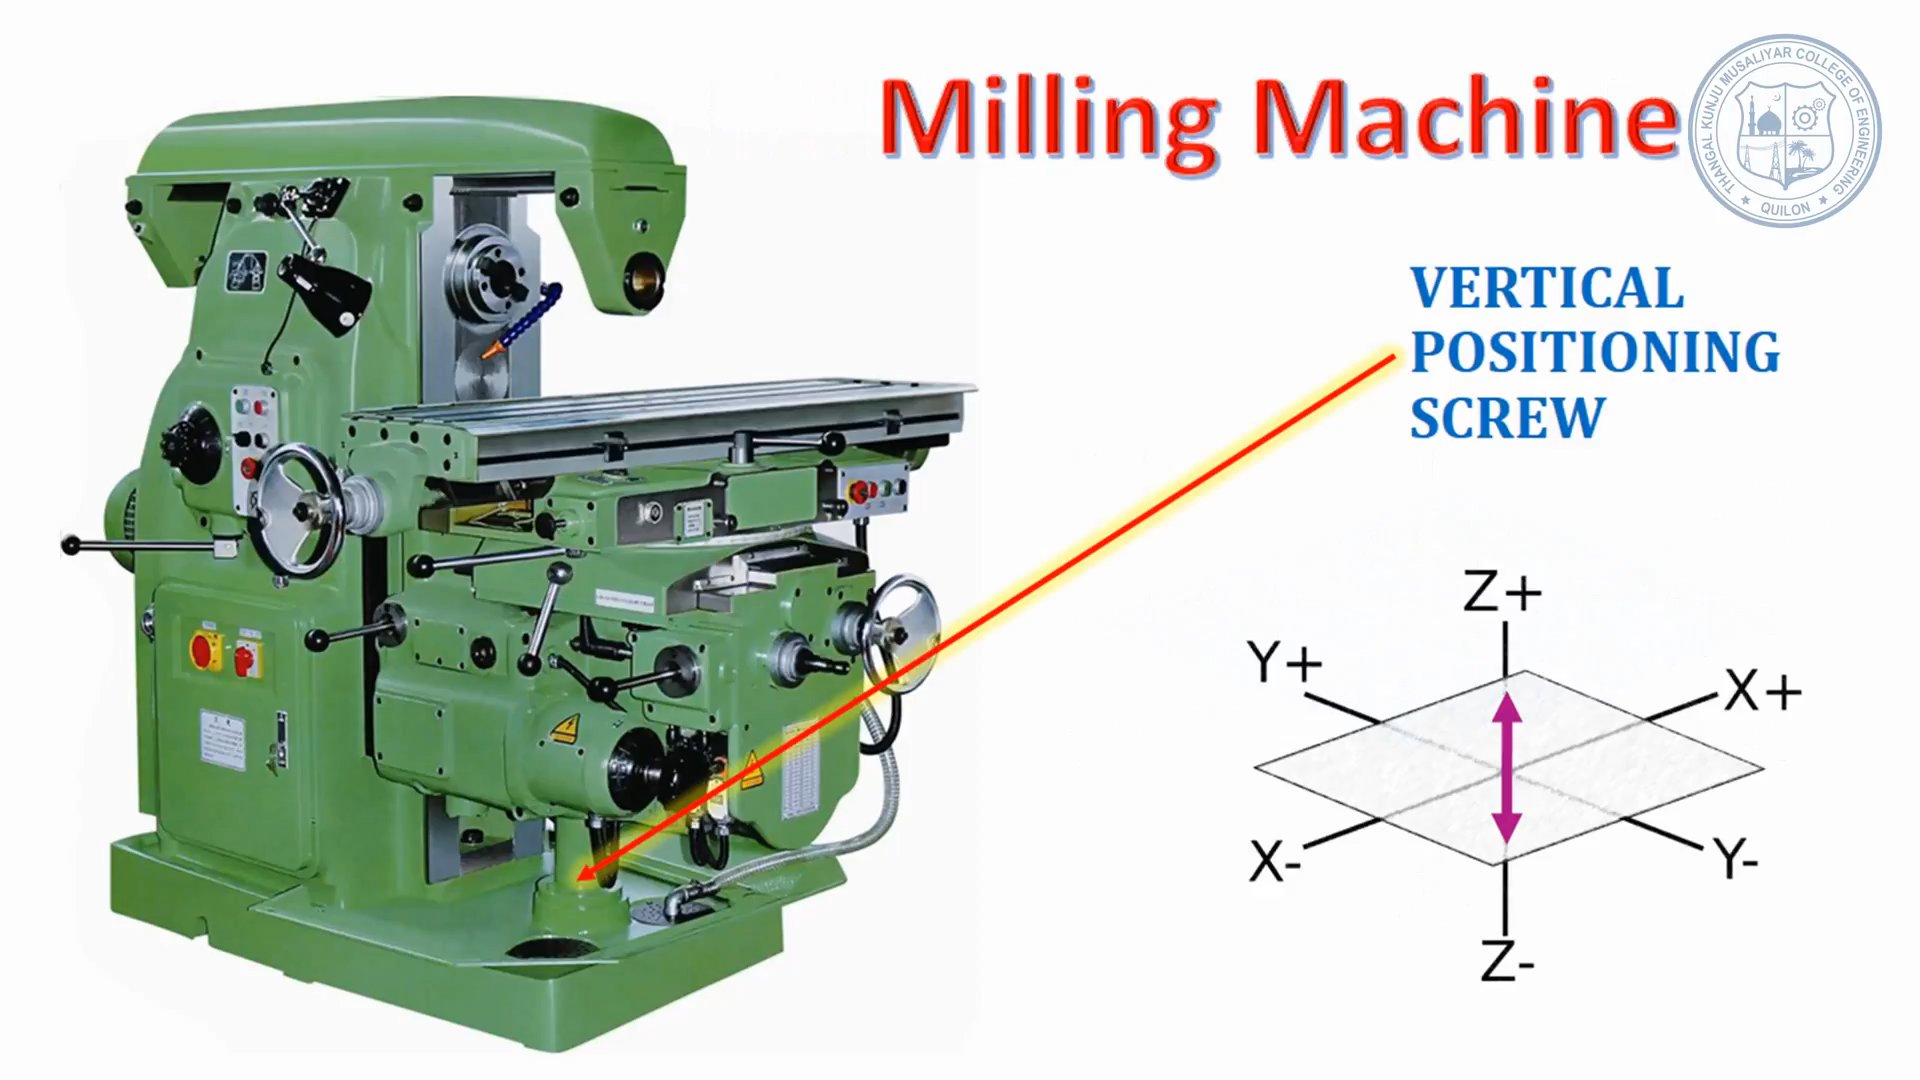 Milling Machine
THANGAL KUNJU MUSALIYAR COLLEGE OF ENGINEERING
★ QUILON ★
VERTICAL
POSITIONING
SCREW
Z+
Y+
X+
X-
Y-
Z-